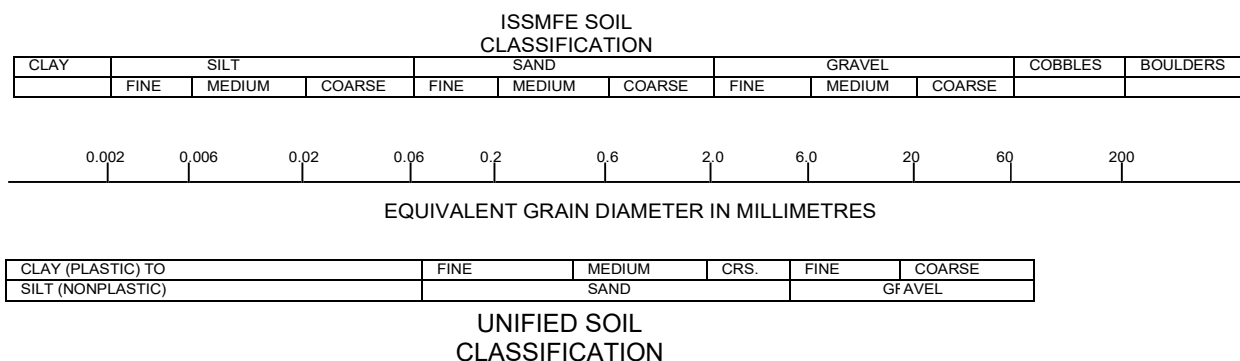 ISSMFE SOIL
CLASSIFICATION
CLAY SILT SAND GRAVEL COBBLES BOULDERS
FINE MEDIUM COARSE FINE MEDIUM COARSE FINE MEDIUM COARSE
0.002 0.006 0.02 0.06 0.2 0.6 2.0 6.0 20 60 200
EQUIVALENT GRAIN DIAMETER IN MILLIMETRES
CLAY (PLASTIC) TO FINE MEDIUM CRS. FINE COARSE
SILT (NONPLASTIC) SAND GRAVEL
UNIFIED SOIL
CLASSIFICATION